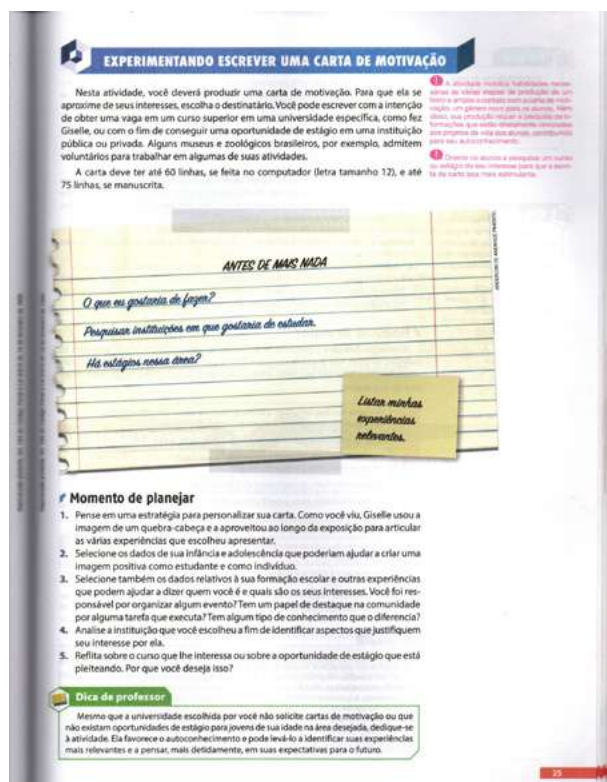 EXPERIMENTANDO ESCREVER UMA CARTA DE MOTIVAÇÃO
Nesta atividade, você deverá produzir uma carta de motivação. Para que ela se
aproxime de seus interesses, escolha o destinatário. Você pode escrever com a intenção
de obter uma vaga em um curso superior em uma universidade específica, como fez
Giselle, ou com o fim de conseguir uma oportunidade de estágio em uma instituição
pública ou privada. Alguns museus e zoológicos brasileiros, por exemplo, admitem
voluntários para trabalhar em algumas de suas atividades.
A carta deve ter até 60 linhas, se feita no computador (letra tamanho 12), e até
75 linhas, se manuscrita.
ANTES DE MAIS NADA
O que eu gostaria de fazer?
Pesquisar instituições em que gostaria de estudar.
Há estágios nessa área?
Listar minhas
experiências
relevantes.
Momento de planejar
1. Pense em uma estratégia para personalizar sua carta. Como você viu, Giselle usou a
imagem de um quebra-cabeça e a aproveitou ao longo da exposição para articular
as várias experiências que escolheu apresentar.
2. Selecione os dados de sua infância e adolescência que poderiam ajudar a criar uma
imagem positiva como estudante e como indivíduo.
3. Selecione também os dados relativos à sua formação escolar e outras experiências
que podem ajudar a dizer quem você é e quais são os seus interesses. Você foi res-
ponsável por organizar algum evento? Tem um papel de destaque na comunidade
por alguma tarefa que executa? Tem algum tipo de conhecimento que o diferencia?
4. Analise a instituição que você escolheu a fim de identificar aspectos que justifiquem
seu interesse por ela.
5. Reflita sobre o curso que lhe interessa ou sobre a oportunidade de estágio que está
pleiteando. Por que você deseja isso?
Dica de professor
Mesmo que a universidade escolhida por você não solicite cartas de motivação ou que
não existam oportunidades de estágio para jovens de sua idade na área desejada, dedique-se
à atividade. Ela favorece o autoconhecimento e pode levá-lo a identificar suas experiências
mais relevantes e a pensar, mais detidamente, em suas expectativas para o futuro.
25